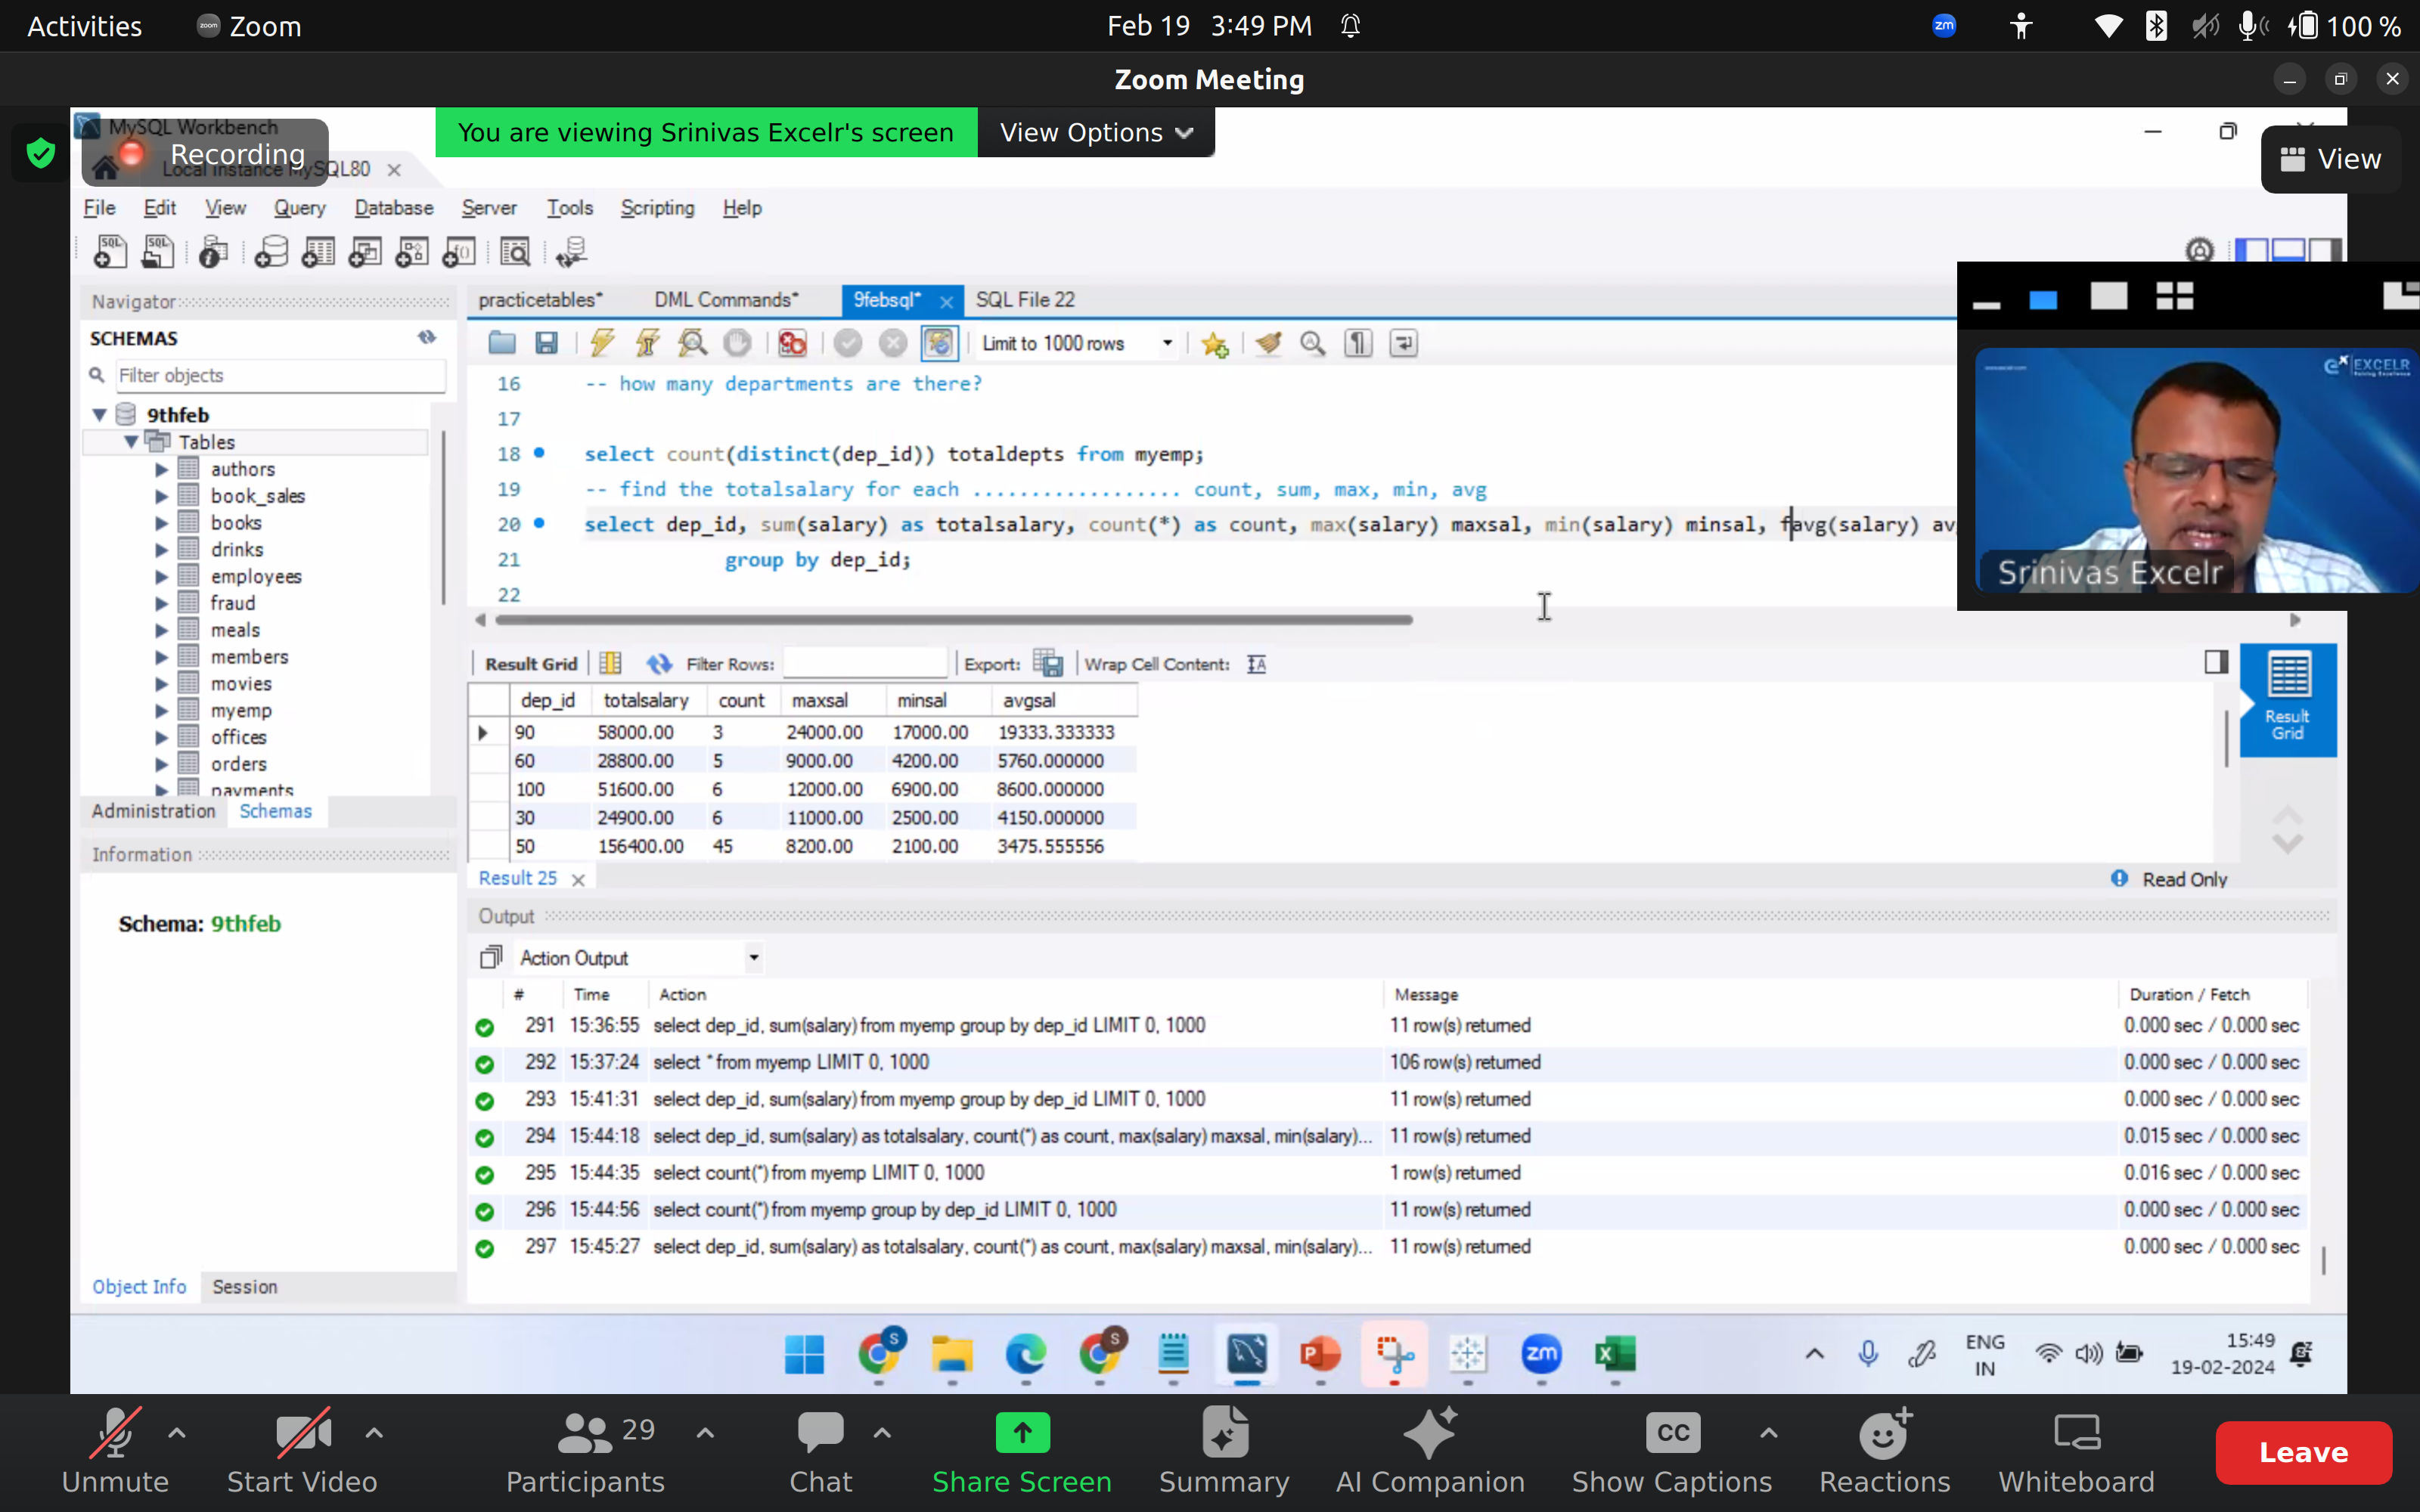 Activities
zoom Zoom
Feb 19 3:49 PM
zm
100 %
Zoom Meeting
MySQL Workbench
Recording
Local instance MySQL80
You are viewing Srinivas Excelr's screen
View Options
View
File Edit View Query Database Server Tools Scripting Help
Navigator
SCHEMAS
Filter objects
9thfeb
Tables
authors
book_sales
books
drinks
employees
fraud
meals
members
movies
myemp
offices
orders
payments
Administration Schemas
Information
Schema: 9thfeb
Object Info Session
practicetables* DML Commands* 9febsql* SQL File 22
Limit to 1000 rows
16 -- how many departments are there?
17
18 select count(distinct(dep_id)) totaldepts from myemp;
19 -- find the totalsalary for each .................. count, sum, max, min, avg
20 select dep_id, sum(salary) as totalsalary, count(*) as count, max(salary) maxsal, min(salary) minsal, favg(salary) av
21 group by dep_id;
22
EXCELR
Raising Excellence
Srinivas Excelr
Result Grid Filter Rows: Export: Wrap Cell Content:
dep_id totalsalary count maxsal minsal avgsal
90 58000.00 3 24000.00 17000.00 19333.333333
60 28800.00 5 9000.00 4200.00 5760.000000
100 51600.00 6 12000.00 6900.00 8600.000000
30 24900.00 6 11000.00 2500.00 4150.000000
50 156400.00 45 8200.00 2100.00 3475.555556
Result Grid
Result 25
Read Only
Output
Action Output
# Time Action Message Duration / Fetch
291 15:36:55 select dep_id, sum(salary) from myemp group by dep_id LIMIT 0, 1000 11 row(s) returned 0.000 sec / 0.000 sec
292 15:37:24 select * from myemp LIMIT 0, 1000 106 row(s) returned 0.000 sec / 0.000 sec
293 15:41:31 select dep_id, sum(salary) from myemp group by dep_id LIMIT 0, 1000 11 row(s) returned 0.000 sec / 0.000 sec
294 15:44:18 select dep_id, sum(salary) as totalsalary, count(*) as count, max(salary) maxsal, min(salary)... 11 row(s) returned 0.015 sec / 0.000 sec
295 15:44:35 select count(*) from myemp LIMIT 0, 1000 1 row(s) returned 0.016 sec / 0.000 sec
296 15:44:56 select count(*) from myemp group by dep_id LIMIT 0, 1000 11 row(s) returned 0.000 sec / 0.000 sec
297 15:45:27 select dep_id, sum(salary) as totalsalary, count(*) as count, max(salary) maxsal, min(salary)... 11 row(s) returned 0.000 sec / 0.000 sec
ENG
IN
15:49
19-02-2024
Unmute
Start Video
29
Participants
Chat
Share Screen
Summary
AI Companion
CC
Show Captions
Reactions
Whiteboard
Leave